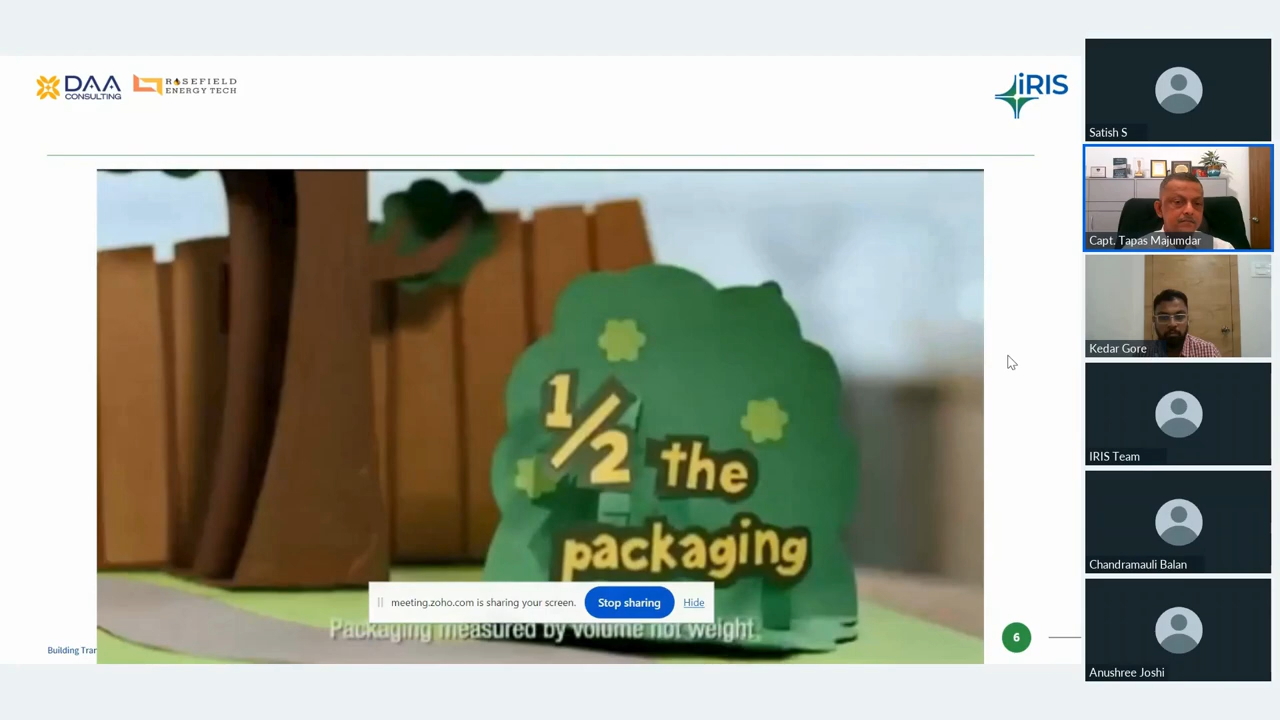 DAA
CONSULTING
RASEFIELD
ENERGY TECH
iRIS
1/2 the
packaging
meeting.zoho.com is sharing your screen.
Stop sharing
Hide
Packaging measured by volume not weight.
Building Tran
6
Satish S
Capt. Tapas Majumdar
Kedar Gore
IRIS Team
Chandramauli Balan
Anushree Joshi